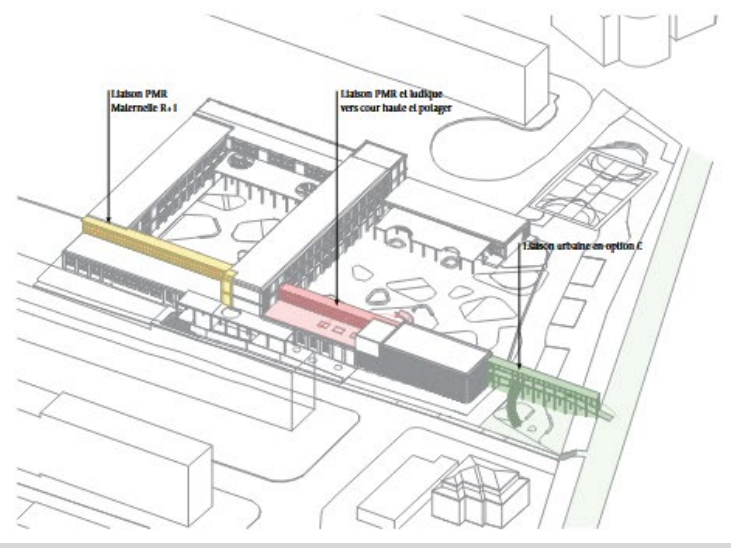 Liaison PMR
Maternelle R+1
Liaison PMR et ludique
vers cour haute et potager
Liaison urbaine en option C